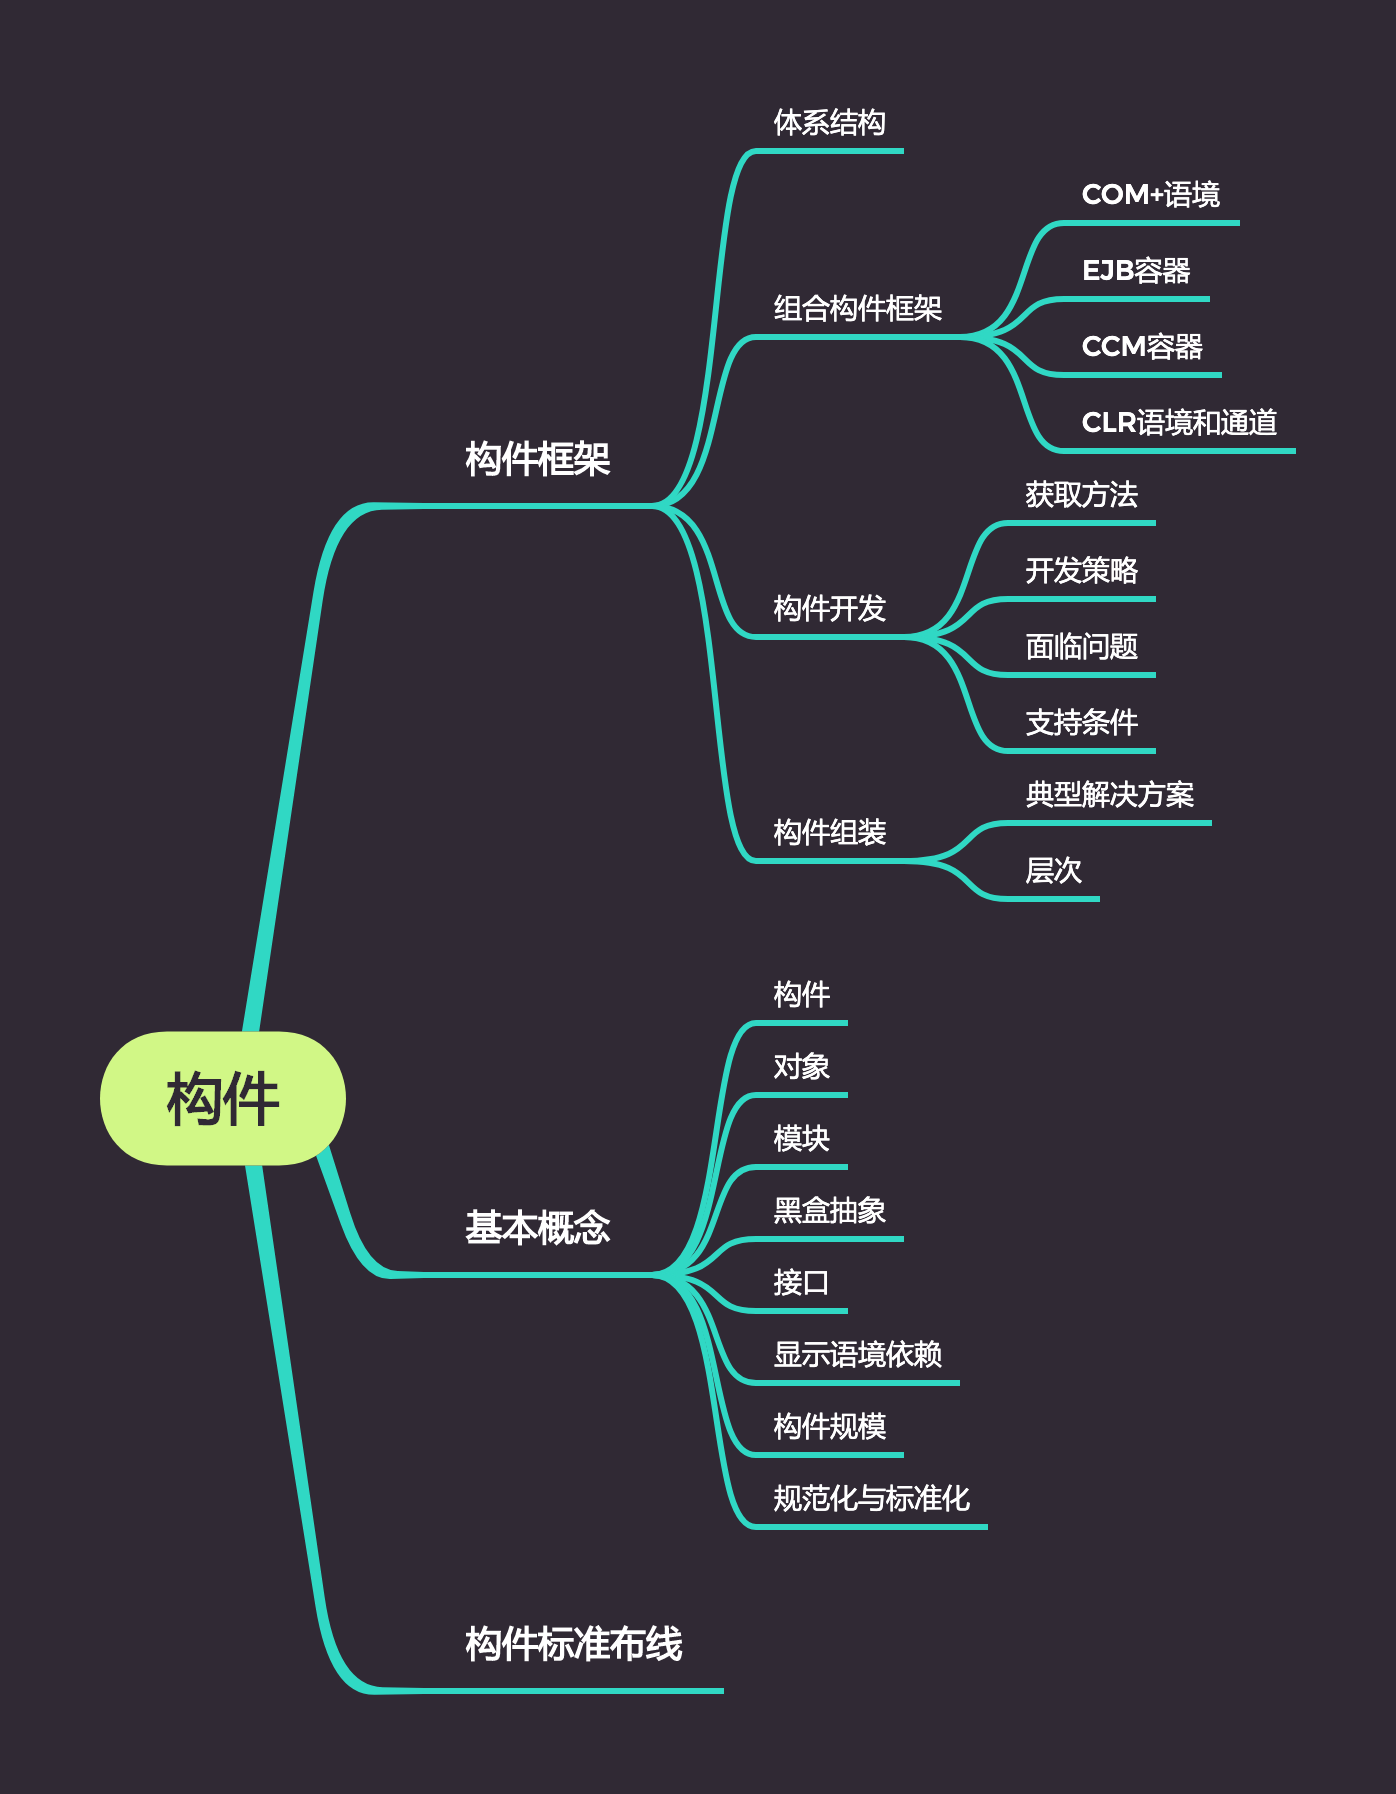 构件
构件框架
体系结构
组合构件框架
COM+语境
EJB容器
CCM容器
CLR语境和通道
构件开发
获取方法
开发策略
面临问题
支持条件
构件组装
典型解决方案
层次
基本概念
构件
对象
模块
黑盒抽象
接口
显示语境依赖
构件规模
规范化与标准化
构件标准布线